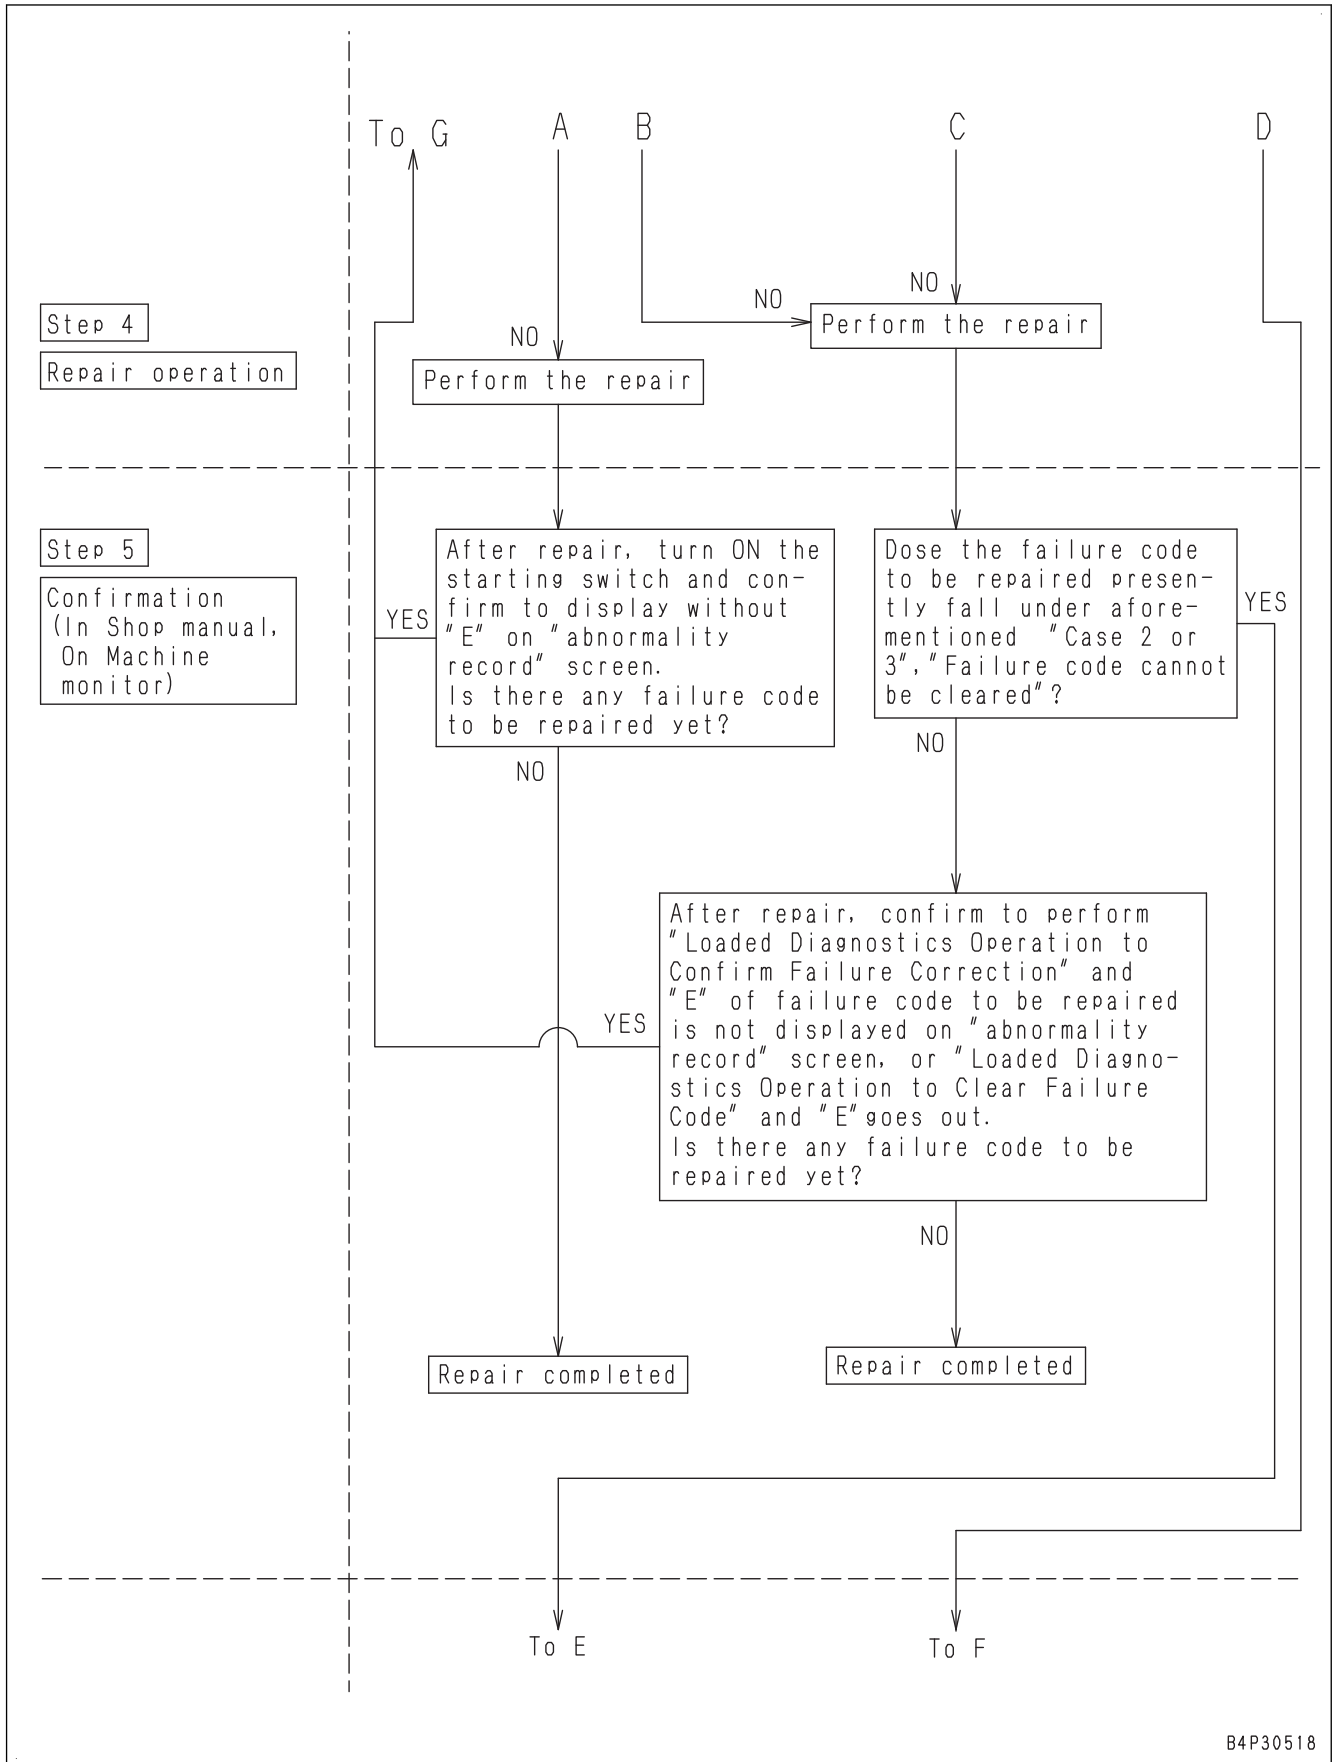 To G
A
B
C
D
NO
NO
NO
Step 4
Repair operation
Perform the repair
Perform the repair
Step 5
Confirmation
(In Shop manual,
On Machine
monitor)
YES
After repair, turn ON the
starting switch and con-
firm to display without
"E" on "abnormality
record" screen.
Is there any failure code
to be repaired yet?
NO
Dose the failure code
to be repaired presen-
tly fall under afore-
mentioned "Case 2 or
3","Failure code cannot
be cleared"?
YES
NO
YES
After repair, confirm to perform
"Loaded Diagnostics Operation to
Confirm Failure Correction" and
"E" of failure code to be repaired
is not displayed on "abnormality
record" screen, or "Loaded Diagno-
stics Operation to Clear Failure
Code" and "E"goes out.
Is there any failure code to be
repaired yet?
NO
Repair completed
Repair completed
To E
To F
B4P30518